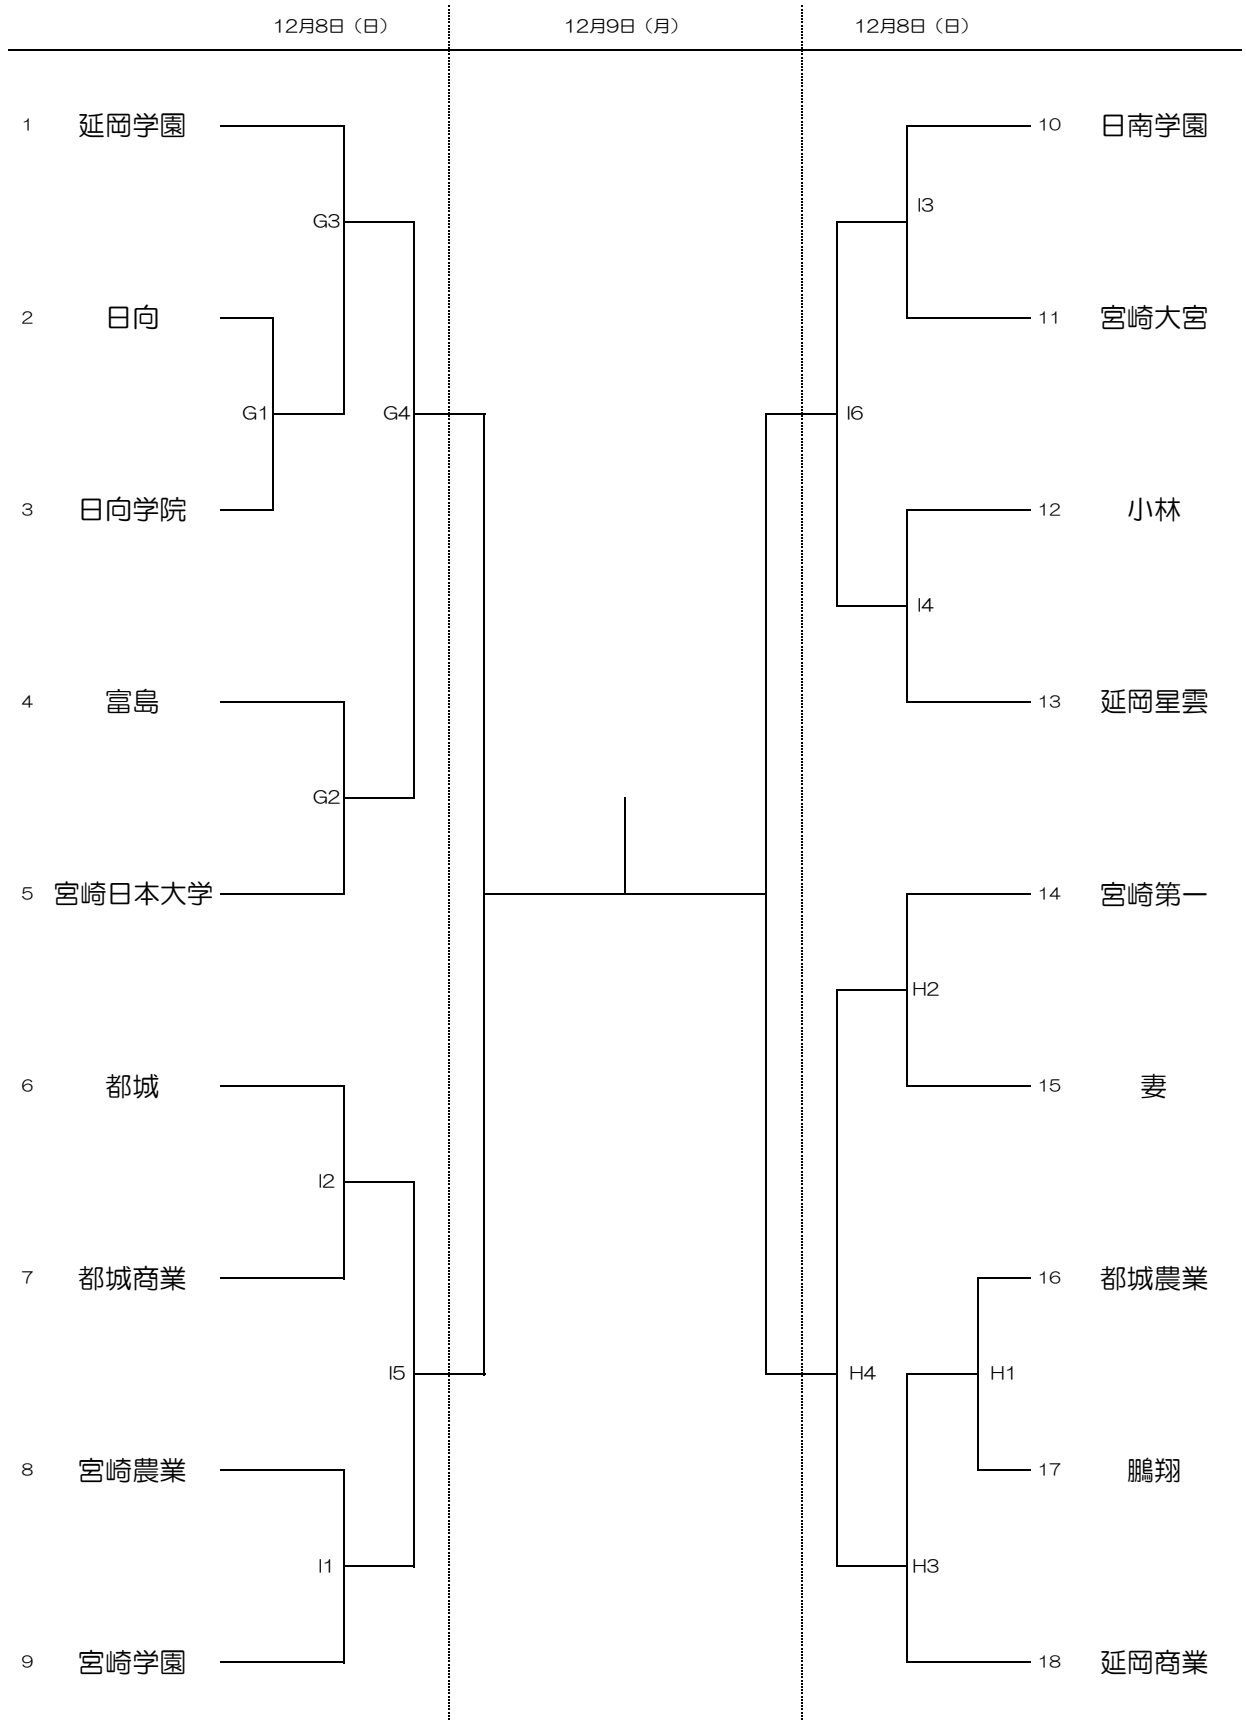 12月8日（日） 12月9日（月） 12月8日（日）
1 延岡学園 10 日南学園
G3 I3
2 日向 11 宮崎大宮
G1 G4 I6
3 日向学院 12 小林
I4
4 富島 13 延岡星雲
G2
5 宮崎日本大学 14 宮崎第一
H2
6 都城 15 妻
I2
7 都城商業 16 都城農業
I5 H4 H1
8 宮崎農業 17 鵬翔
I1 H3
9 宮崎学園 18 延岡商業